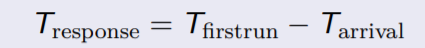 T_response = T_firstrun − T_arrival